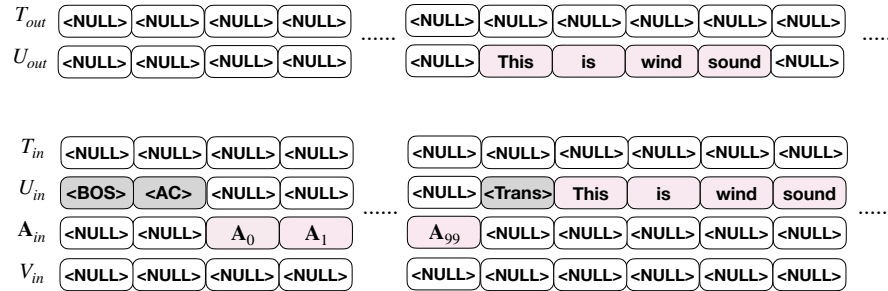 T_out <NULL> <NULL> <NULL> <NULL> ...... <NULL> <NULL> <NULL> <NULL> <NULL> <NULL> ......
U_out <NULL> <NULL> <NULL> <NULL> <NULL> This is wind sound <NULL>
T_in <NULL> <NULL> <NULL> <NULL> <NULL> <NULL> <NULL> <NULL> <NULL> <NULL>
U_in <BOS> <AC> <NULL> <NULL> ...... <NULL> <Trans> This is wind sound ......
A_in <NULL> <NULL> A_0 A_1 A_99 <NULL> <NULL> <NULL> <NULL> <NULL>
V_in <NULL> <NULL> <NULL> <NULL> <NULL> <NULL> <NULL> <NULL> <NULL> <NULL>